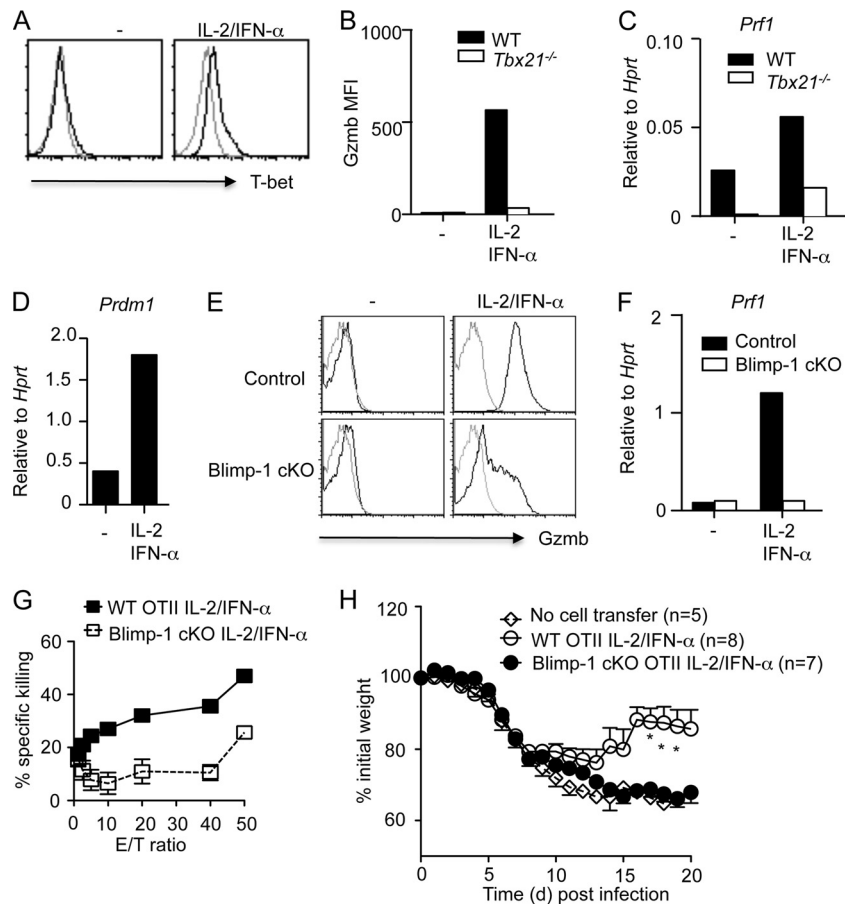 A
-
IL-2/IFN-α
T-bet
B
Gzmb MFI
1000
500
0
WT
Tbx21-/-
-
IL-2
IFN-α
C
Prf1
Relative to Hprt
0.10
0.05
0
WT
Tbx21-/-
-
IL-2
IFN-α
D
Prdm1
Relative to Hprt
2.0
1.5
1.0
0.5
0
-
IL-2
IFN-α
E
-
IL-2/IFN-α
Control
Blimp-1 cKO
Gzmb
F
Prf1
Relative to Hprt
2
1
0
Control
Blimp-1 cKO
-
IL-2
IFN-α
G
WT OTII IL-2/IFN-α
Blimp-1 cKO IL-2/IFN-α
% specific killing
60
40
20
0
0 10 20 30 40 50
E/T ratio
H
No cell transfer (n=5)
WT OTII IL-2/IFN-α (n=8)
Blimp-1 cKO OTII IL-2/IFN-α (n=7)
% initial weight
100
80
60
* * *
0 5 10 15 20
Time (d) post infection